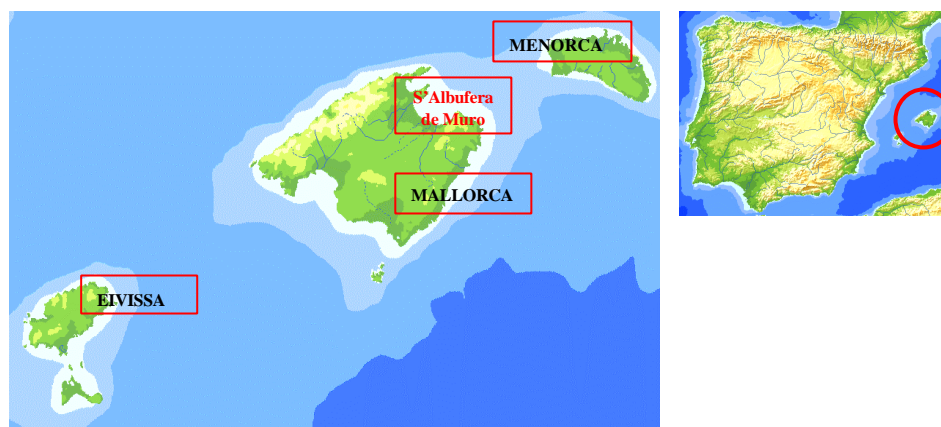 MENORCA
S’Albufera
de Muro
MALLORCA
EIVISSA